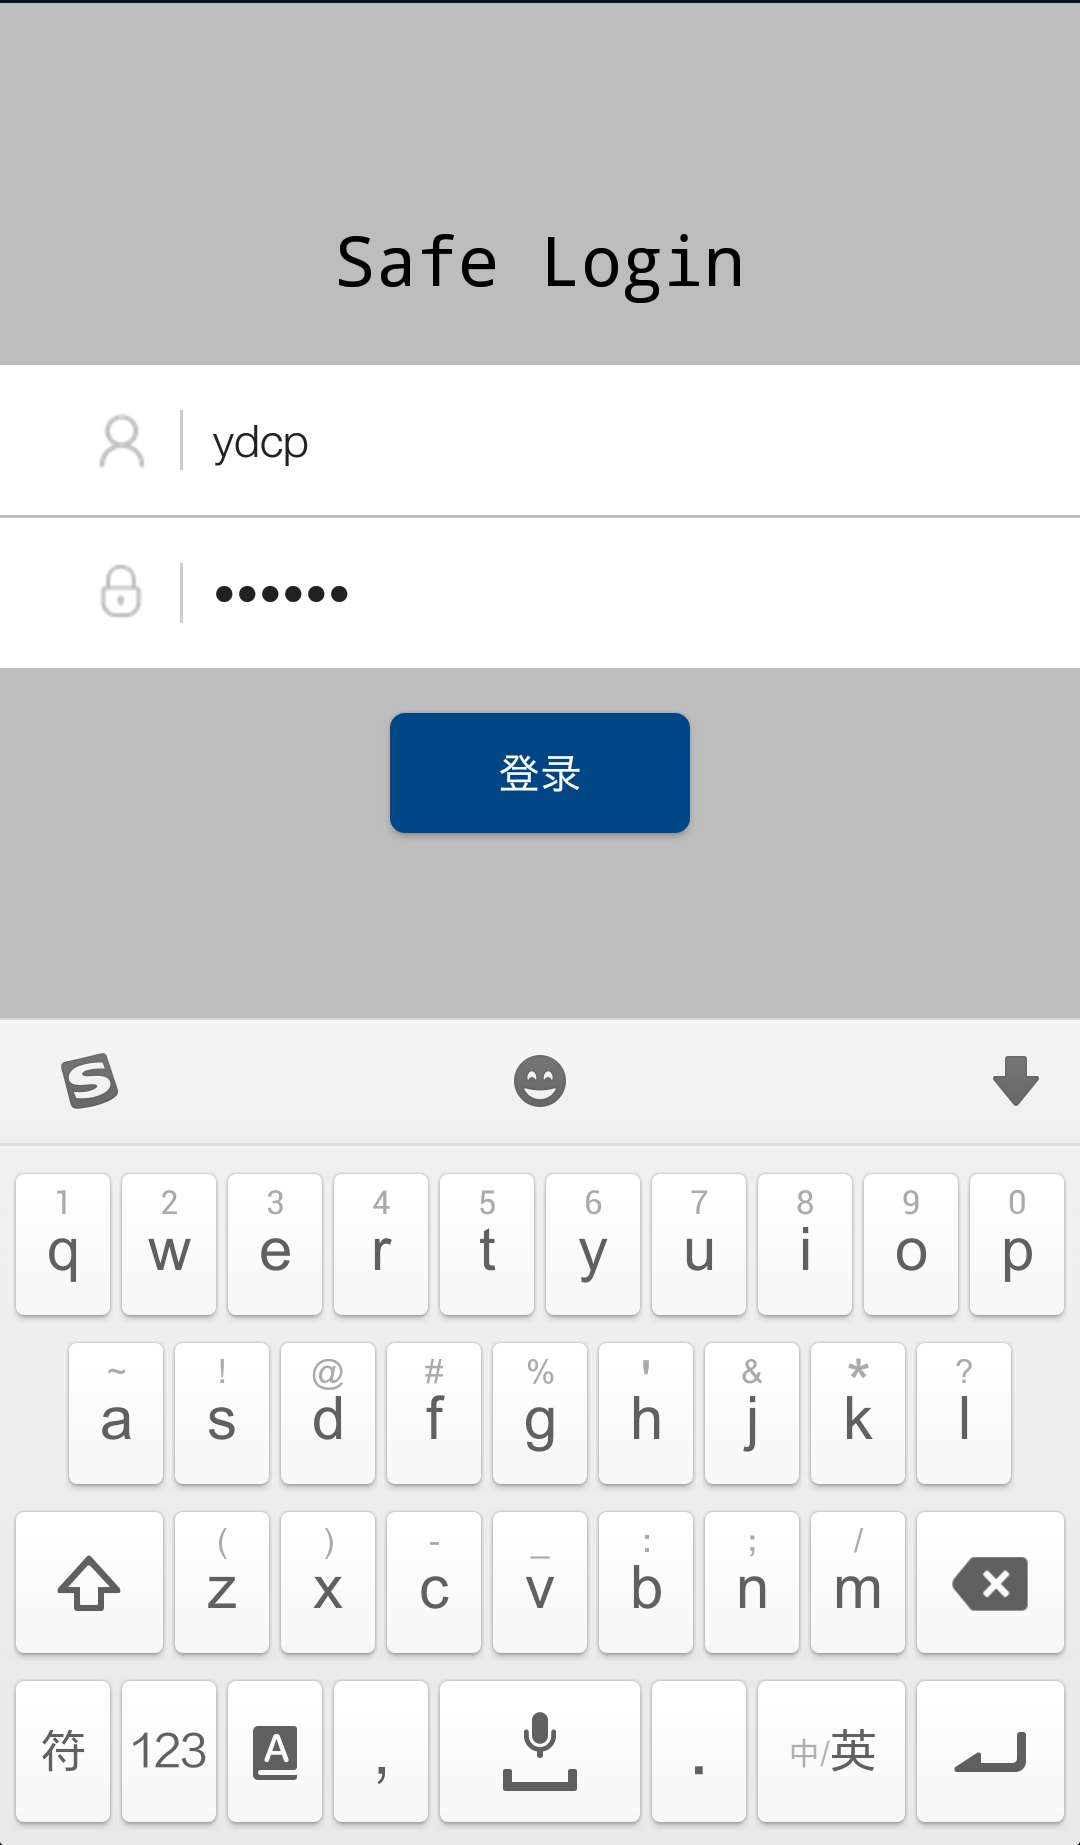 Safe Login
ydcp
••••••
登录
1 2 3 4 5 6 7 8 9 0
q w e r t y u i o p
~ ! @ # % ' & * ?
a s d f g h j k l
( ) - _ : ; /
z x c v b n m
符 123 A , . 中/英